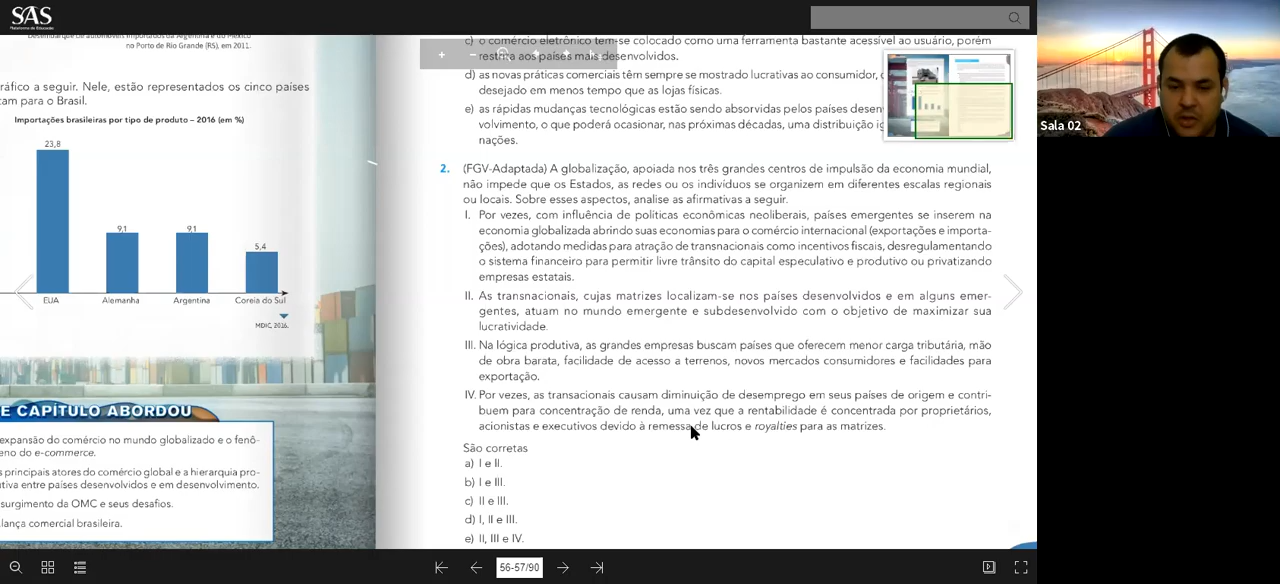 SAS
Plataforma de Educação
Desembarque de automóveis importados da Argentina e do México
no Porto de Rio Grande (RS), em 2011.
ráfico a seguir. Nele, estão representados os cinco países
tam para o Brasil.
Importações brasileiras por tipo de produto – 2016 (em %)
23,8
9,1
9,1
5,4
EUA
Alemanha
Argentina
Coreia do Sul
MDIC, 2016.
E CAPÍTULO ABORDOU
expansão do comércio no mundo globalizado e o fenô-
eno do e-commerce.
s principais atores do comércio global e a hierarquia pro-
utiva entre países desenvolvidos e em desenvolvimento.
surgimento da OMC e seus desafios.
lança comercial brasileira.
c) o comércio eletrônico tem-se colocado como uma ferramenta bastante acessível ao usuário, porém
aos países mais desenvolvidos.
d) as novas práticas comerciais têm sempre se mostrado lucrativas ao consumidor,
desejado em menos tempo que as lojas físicas.
e) as rápidas mudanças tecnológicas estão sendo absorvidas pelos países desen
volvimento, o que poderá ocasionar, nas próximas décadas, uma distribuição ig
nações.
2. (FGV-Adaptada) A globalização, apoiada nos três grandes centros de impulsão da economia mundial,
não impede que os Estados, as redes ou os indivíduos se organizem em diferentes escalas regionais
ou locais. Sobre esses aspectos, analise as afirmativas a seguir.
I. Por vezes, com influência de políticas econômicas neoliberais, países emergentes se inserem na
economia globalizada abrindo suas economias para o comércio internacional (exportações e importa-
ções), adotando medidas para atração de transnacionais como incentivos fiscais, desregulamentando
o sistema financeiro para permitir livre trânsito do capital especulativo e produtivo ou privatizando
empresas estatais.
II. As transnacionais, cujas matrizes localizam-se nos países desenvolvidos e em alguns emer-
gentes, atuam no mundo emergente e subdesenvolvido com o objetivo de maximizar sua
lucratividade.
III. Na lógica produtiva, as grandes empresas buscam países que oferecem menor carga tributária, mão
de obra barata, facilidade de acesso a terrenos, novos mercados consumidores e facilidades para
exportação.
IV. Por vezes, as transacionais causam diminuição de desemprego em seus países de origem e contri-
buem para concentração de renda, uma vez que a rentabilidade é concentrada por proprietários,
acionistas e executivos devido à remessa de lucros e royalties para as matrizes.
São corretas
a) I e II.
b) I e III.
c) II e III.
d) I, II e III.
e) II, III e IV.
Sala 02
56-57/90